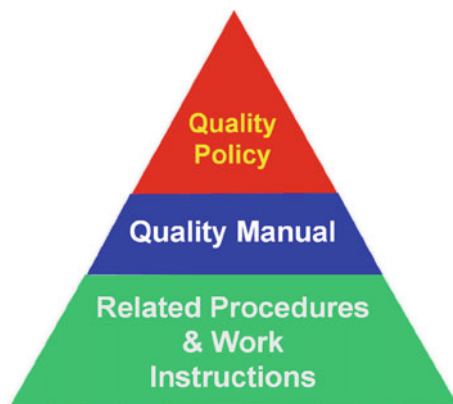 Quality
Policy
Quality Manual
Related Procedures
& Work
Instructions